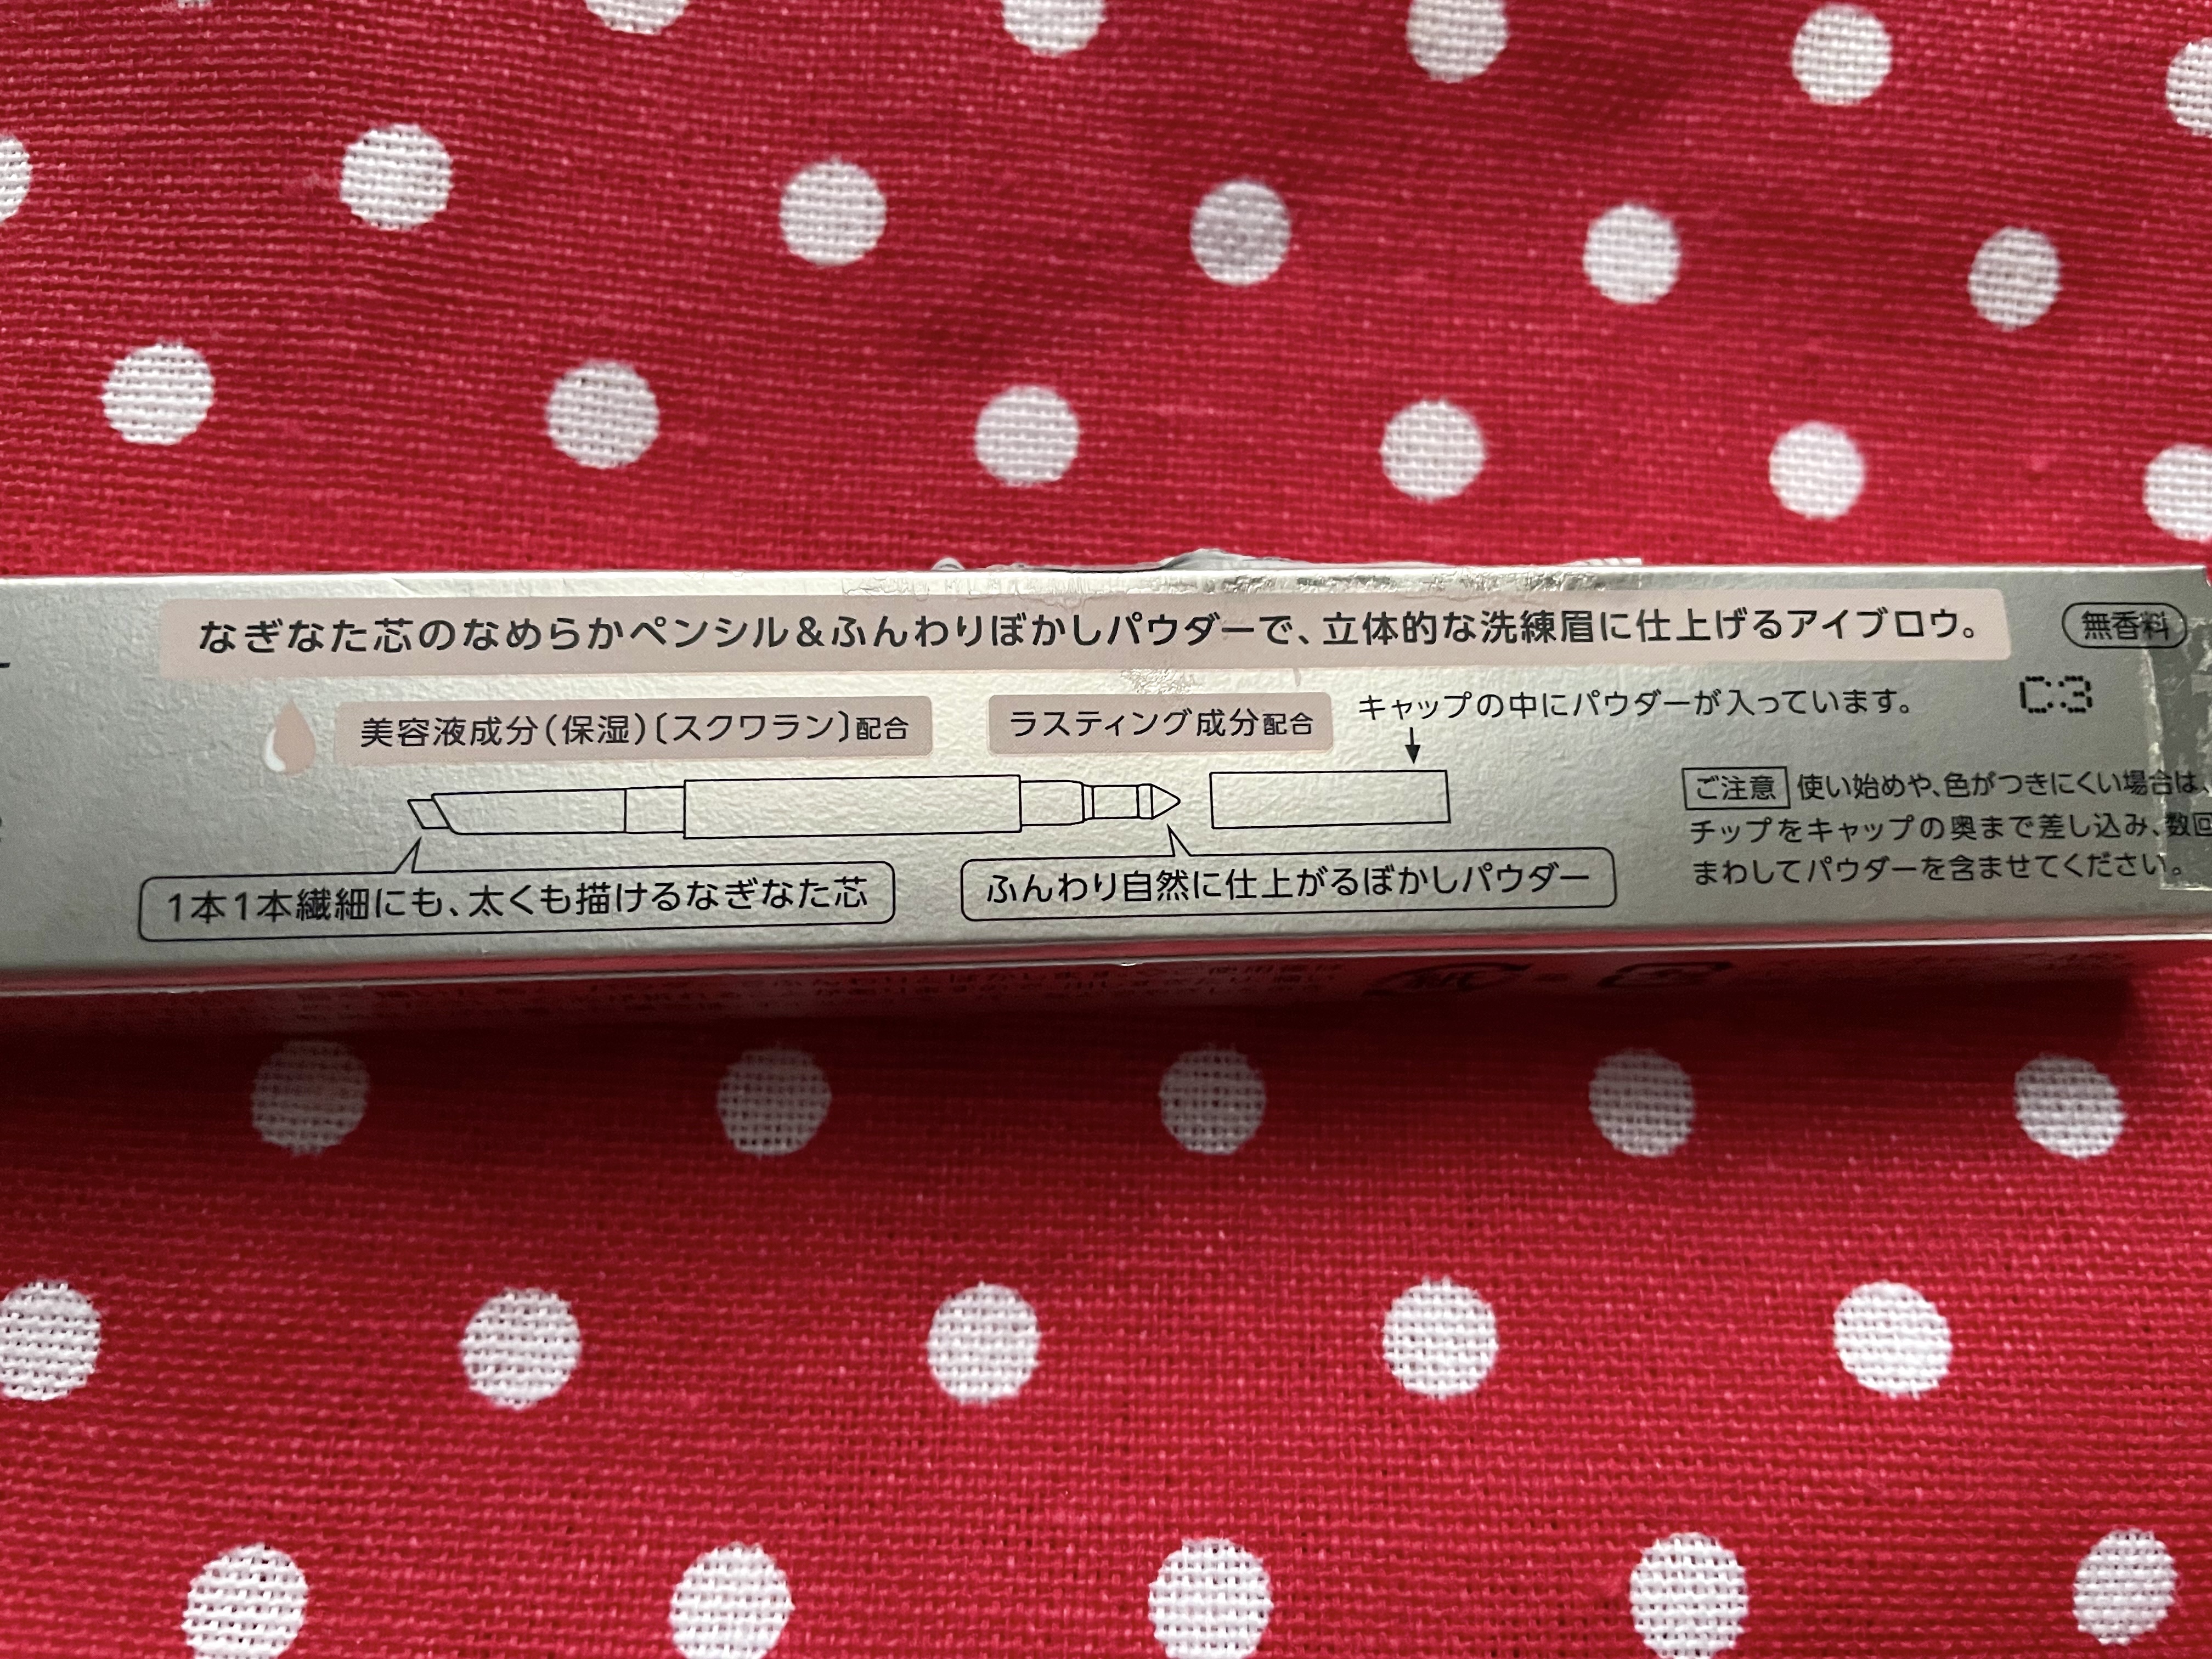 なぎなた芯のなめらかペンシル&ふんわりぼかしパウダーで、立体的な洗練眉に仕上げるアイブロウ。
無香料
美容液成分(保湿)〔スクワラン〕配合
ラスティング成分配合
キャップの中にパウダーが入っています。
C3
ご注意 使い始めや、色がつきにくい場合は、
チップをキャップの奥まで差し込み、数回
まわしてパウダーを含ませてください。
1本1本繊細にも、太くも描けるなぎなた芯
ふんわり自然に仕上がるぼかしパウダー